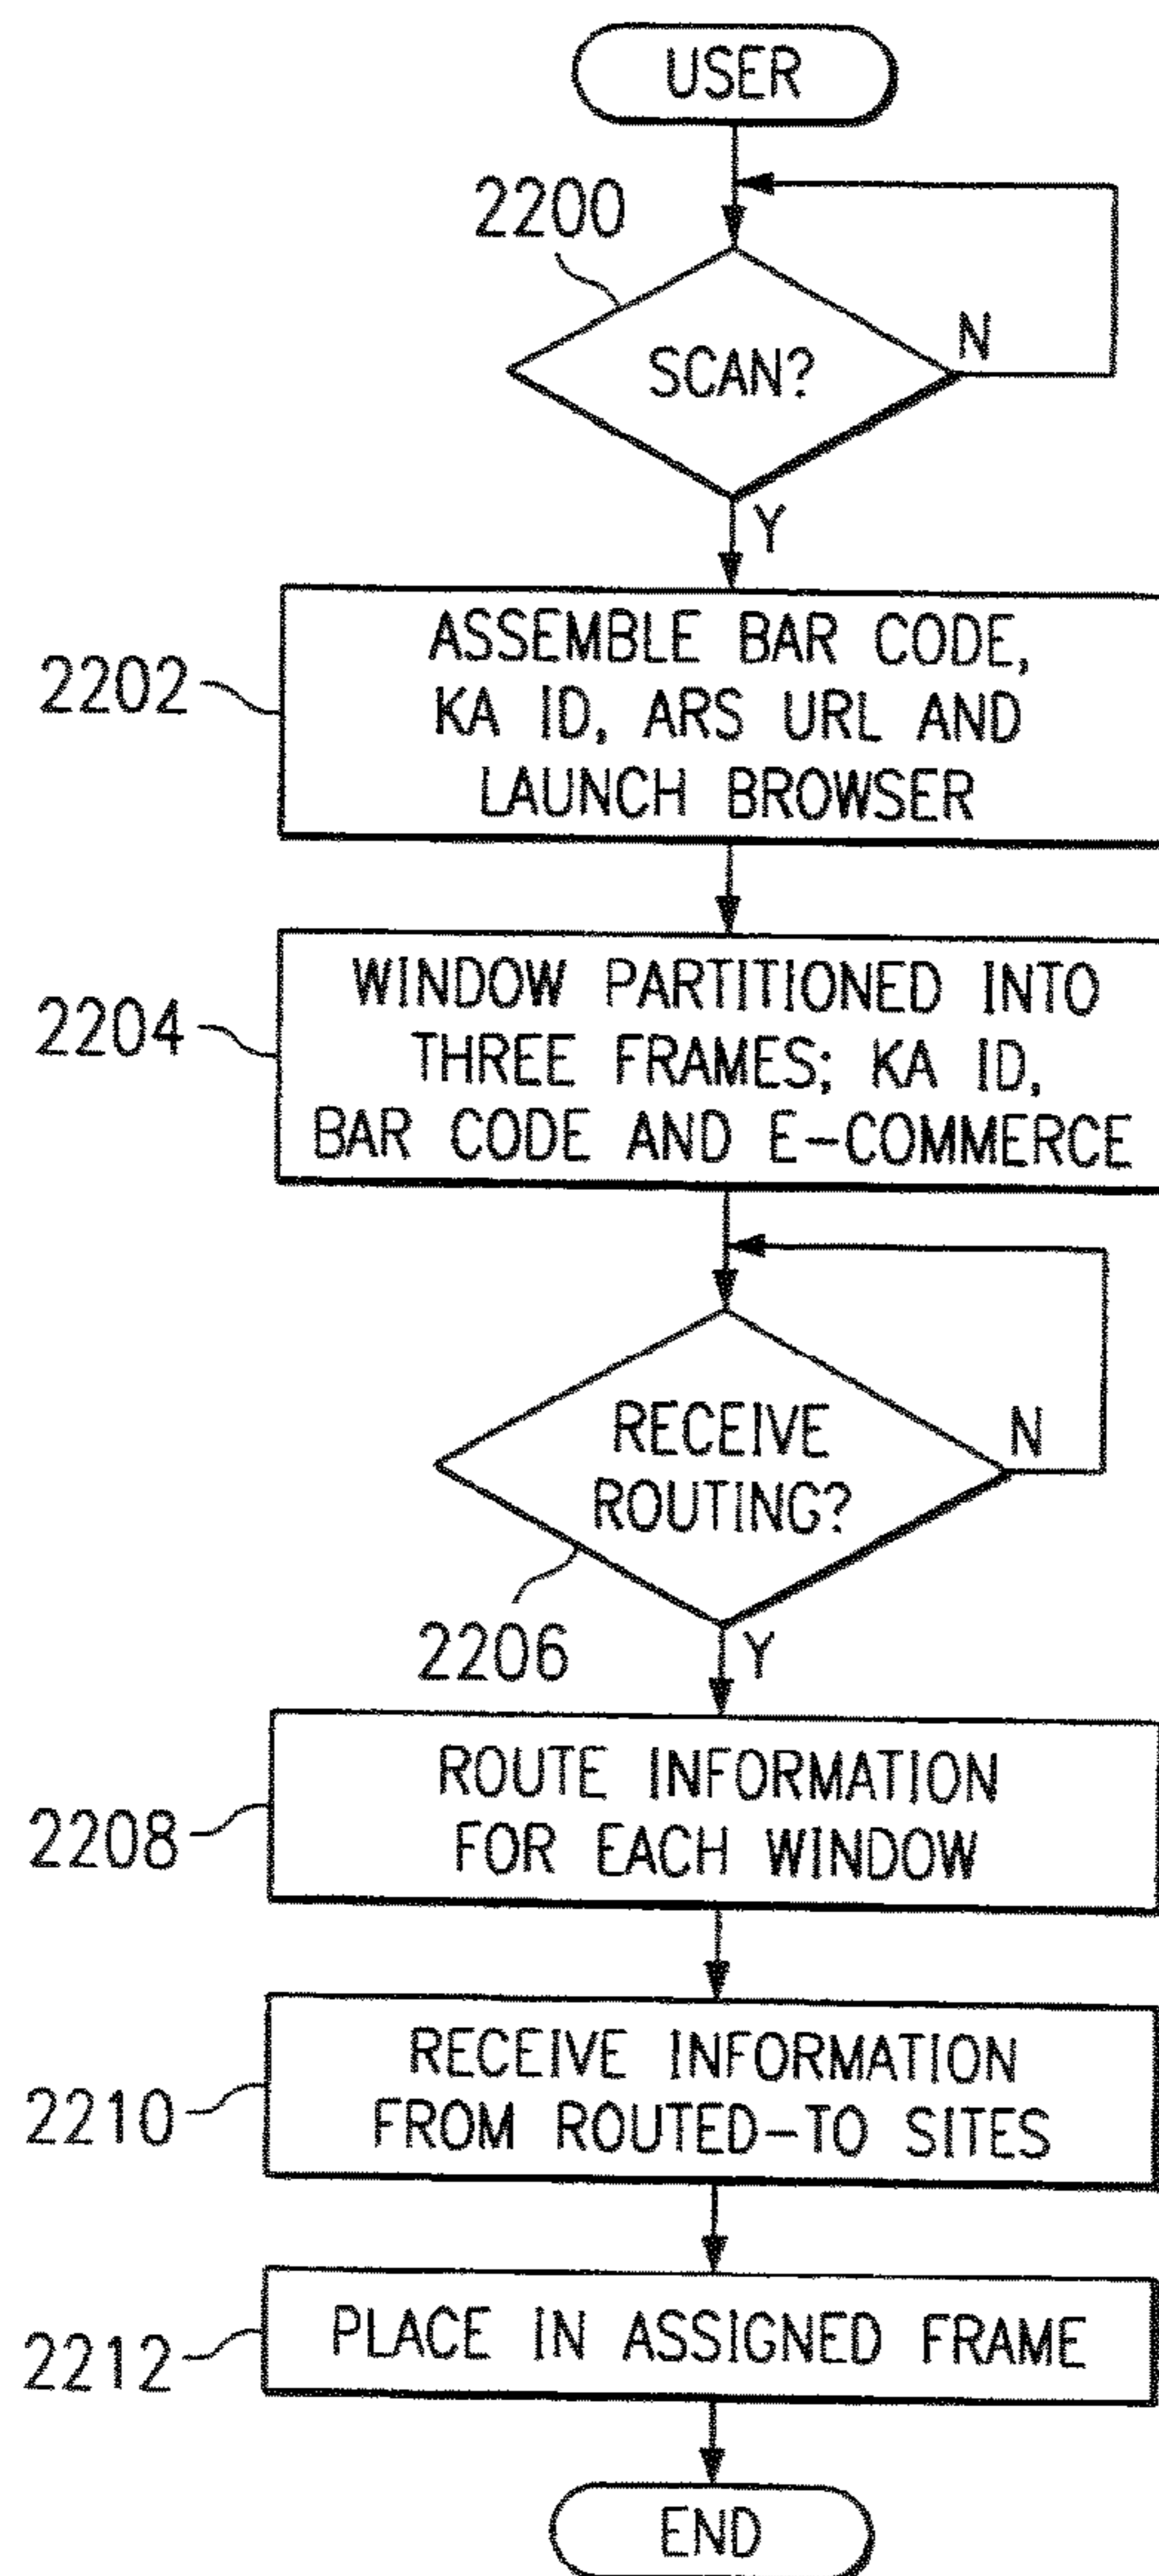 USER
2200
SCAN?
N
Y
2202
ASSEMBLE BAR CODE,
KA ID, ARS URL AND
LAUNCH BROWSER
2204
WINDOW PARTITIONED INTO
THREE FRAMES; KA ID,
BAR CODE AND E-COMMERCE
RECEIVE
ROUTING?
N
2206
Y
2208
ROUTE INFORMATION
FOR EACH WINDOW
2210
RECEIVE INFORMATION
FROM ROUTED-TO SITES
2212
PLACE IN ASSIGNED FRAME
END